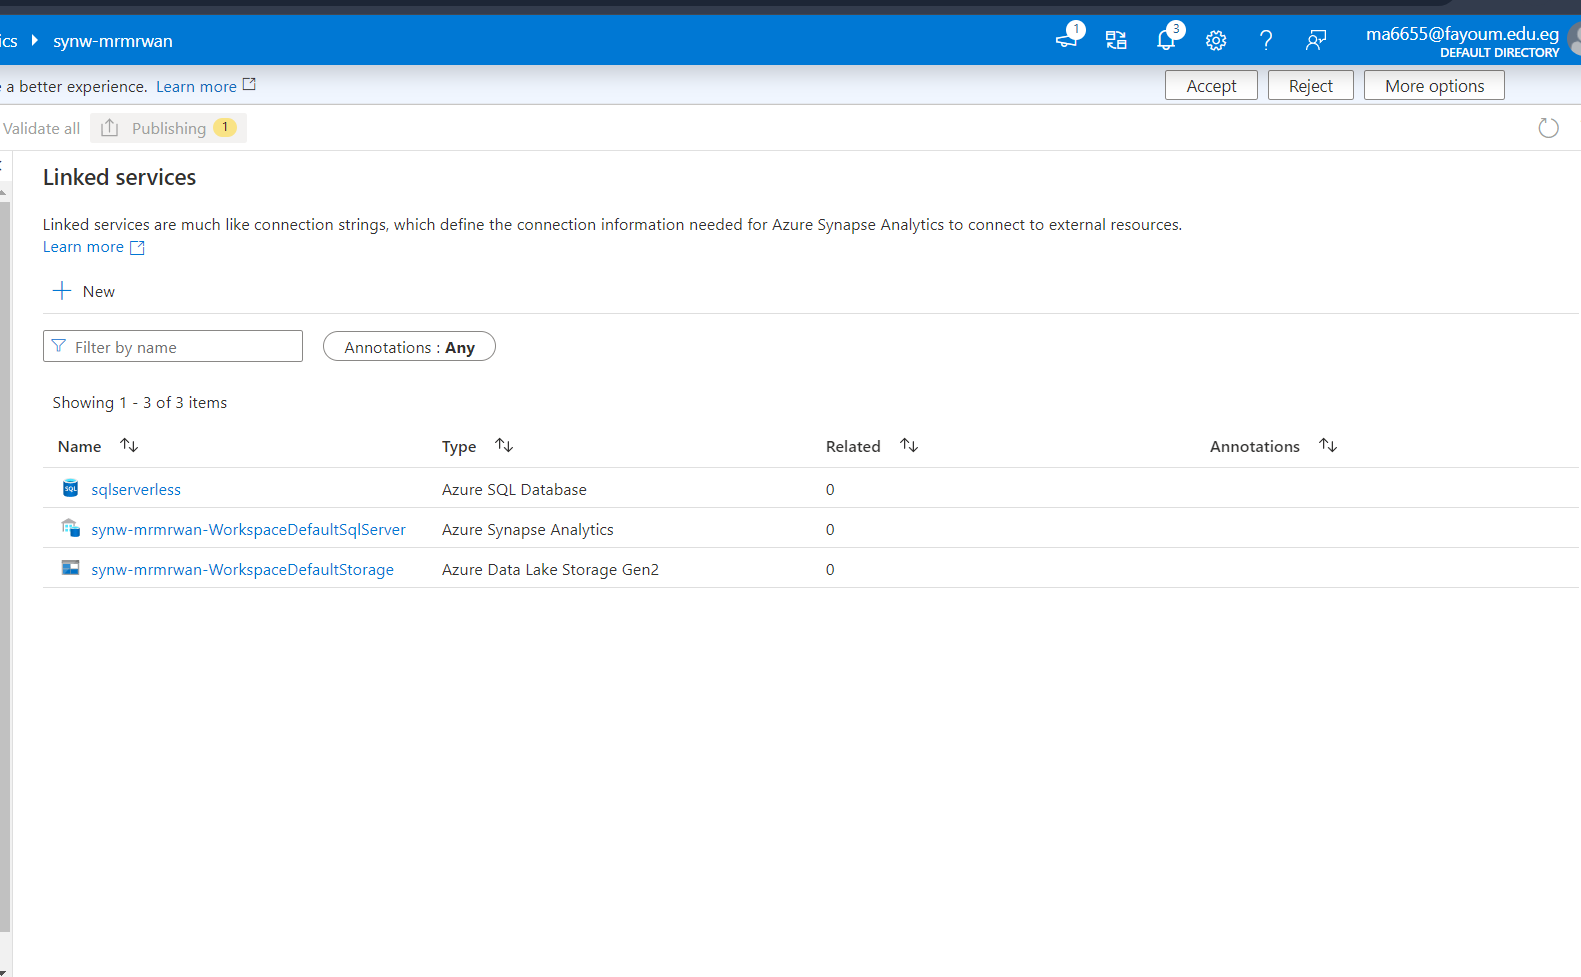 ics synw-mrmrwan 1 3 ma6655@fayoum.edu.eg
DEFAULT DIRECTORY
e a better experience. Learn more Accept Reject More options
Validate all Publishing 1
Linked services
Linked services are much like connection strings, which define the connection information needed for Azure Synapse Analytics to connect to external resources.
Learn more
New
Filter by name Annotations : Any
Showing 1 - 3 of 3 items
Name Type Related Annotations
SQL sqlserverless Azure SQL Database 0
synw-mrmrwan-WorkspaceDefaultSqlServer Azure Synapse Analytics 0
synw-mrmrwan-WorkspaceDefaultStorage Azure Data Lake Storage Gen2 0